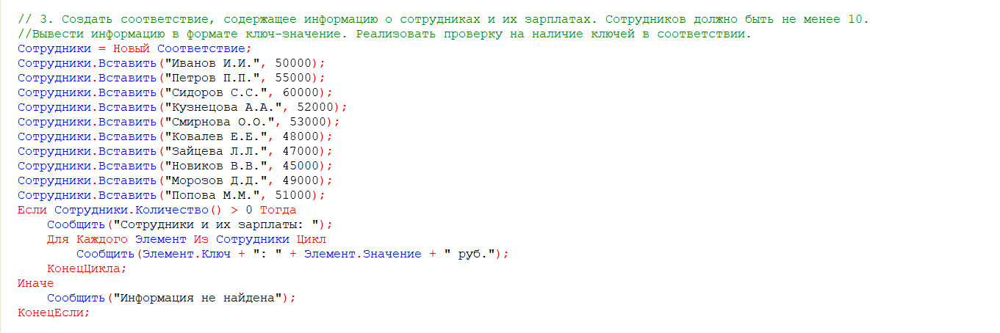 // 3. Создать соответствие, содержащее информацию о сотрудниках и их зарплатах. Сотрудников должно быть не менее 10.
//Вывести информацию в формате ключ-значение. Реализовать проверку на наличие ключей в соответствии.
Сотрудники = Новый Соответствие;
Сотрудники.Вставить("Иванов И.И.", 50000);
Сотрудники.Вставить("Петров П.П.", 55000);
Сотрудники.Вставить("Сидоров С.С.", 60000);
Сотрудники.Вставить("Кузнецова А.А.", 52000);
Сотрудники.Вставить("Смирнова О.О.", 53000);
Сотрудники.Вставить("Ковалев Е.Е.", 48000);
Сотрудники.Вставить("Зайцева Л.Л.", 47000);
Сотрудники.Вставить("Новиков В.В.", 45000);
Сотрудники.Вставить("Морозов Д.Д.", 49000);
Сотрудники.Вставить("Попова М.М.", 51000);
Если Сотрудники.Количество() > 0 Тогда
    Сообщить("Сотрудники и их зарплаты: ");
    Для Каждого Элемент Из Сотрудники Цикл
        Сообщить(Элемент.Ключ + ": " + Элемент.Значение + " руб.");
    КонецЦикла;
Иначе
    Сообщить("Информация не найдена");
КонецЕсли;